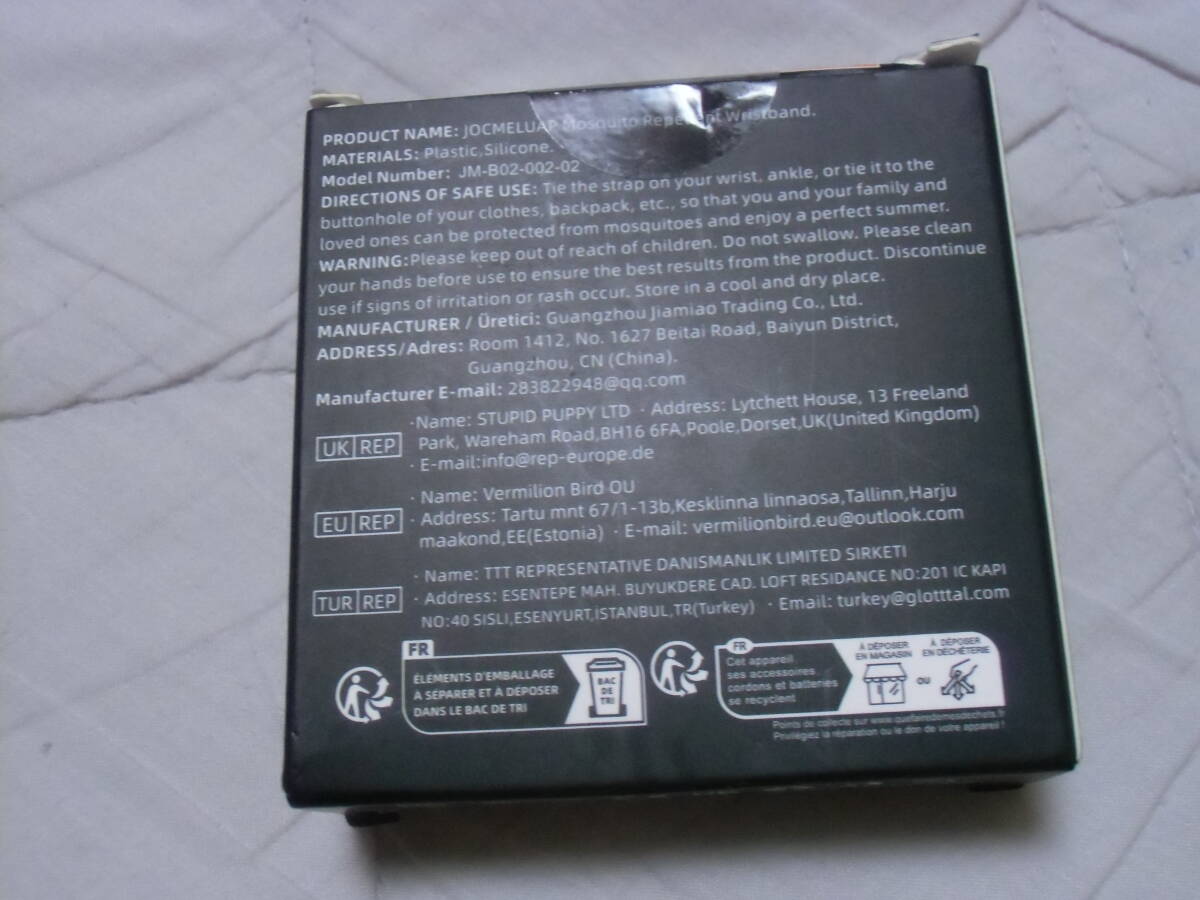 PRODUCT NAME: JOCMELUAP Mosquito Repellent Wristband.
MATERIALS: Plastic,Silicone.
Model Number: JM-B02-002-02
DIRECTIONS OF SAFE USE: Tie the strap on your wrist, ankle, or tie it to the
buttonhole of your clothes, backpack, etc., so that you and your family and
loved ones can be protected from mosquitoes and enjoy a perfect summer.
WARNING:Please keep out of reach of children. Do not swallow. Please clean
your hands before use to ensure the best results from the product. Discontinue
use if signs of irritation or rash occur. Store in a cool and dry place.
MANUFACTURER / Üretici: Guangzhou Jiamiao Trading Co., Ltd.
ADDRESS/Adres: Room 1412, No. 1627 Beitai Road, Baiyun District,
Guangzhou, CN (China).
Manufacturer E-mail: 283822948@qq.com
UK REP
·Name: STUPID PUPPY LTD · Address: Lytchett House, 13 Freeland
Park, Wareham Road,BH16 6FA,Poole,Dorset,UK(United Kingdom)
· E-mail:info@rep-europe.de
EU REP
· Name: Vermilion Bird OU
· Address: Tartu mnt 67/1-13b,Kesklinna linnaosa,Tallinn,Harju
maakond,EE(Estonia) · E-mail: vermilionbird.eu@outlook.com
TUR REP
· Name: TTT REPRESENTATIVE DANISMANLIK LIMITED SIRKETI
· Address: ESENTEPE MAH. BUYUKDERE CAD. LOFT RESIDANCE NO:201 IC KAPI
NO:40 SISLI,ESENYURT,ISTANBUL,TR(Turkey) · Email: turkey@glotttal.com
FR
ÉLÉMENTS D'EMBALLAGE
À SÉPARER ET À DÉPOSER
DANS LE BAC DE TRI
BAC
DE
TRI
FR
Cet appareil
ses accessoires
cordons et batteries
se recyclent
À DÉPOSER
EN MAGASIN
OU
À DÉPOSER
EN DÉCHÈTERIE
Points de collecte sur www.quefairedemesdechets.fr
Privilégiez la réparation ou le don de votre appareil !